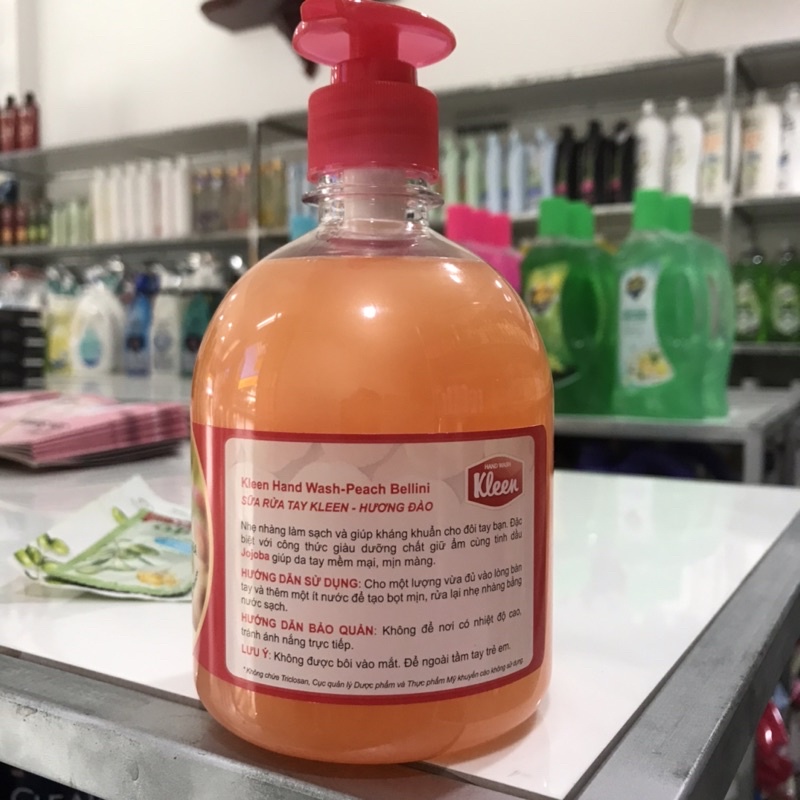 HAND WASH
Kleen
Kleen Hand Wash-Peach Bellini
SỮA RỬA TAY KLEEN - HƯƠNG ĐÀO
Nhẹ nhàng làm sạch và giúp kháng khuẩn cho đôi tay bạn. Đặc
biệt với công thức giàu dưỡng chất giữ ẩm cùng tinh dầu
Jojoba giúp da tay mềm mại, mịn màng.
HƯỚNG DẪN SỬ DỤNG: Cho một lượng vừa đủ vào lòng bàn
tay và thêm một ít nước để tạo bọt mịn, rửa lại nhẹ nhàng bằng
nước sạch.
HƯỚNG DẪN BẢO QUẢN: Không để nơi có nhiệt độ cao,
tránh ánh nắng trực tiếp.
LƯU Ý: Không được bôi vào mắt. Để ngoài tầm tay trẻ em.
* Không chứa Triclosan, Cục quản lý Dược phẩm và Thực phẩm Mỹ khuyến cáo không sử dụng